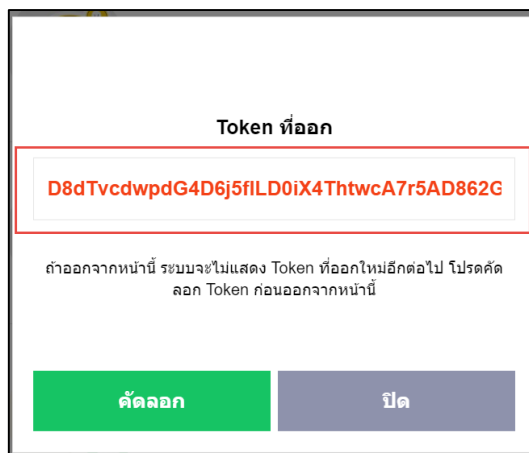 Token ที่ออก
D8dTvcdwpdG4D6j5flLD0iX4ThtwcA7r5AD862G
ถ้าออกจากหน้านี้ ระบบจะไม่แสดง Token ที่ออกใหม่อีกต่อไป โปรดคัด
ลอก Token ก่อนออกจากหน้านี้
คัดลอก ปิด